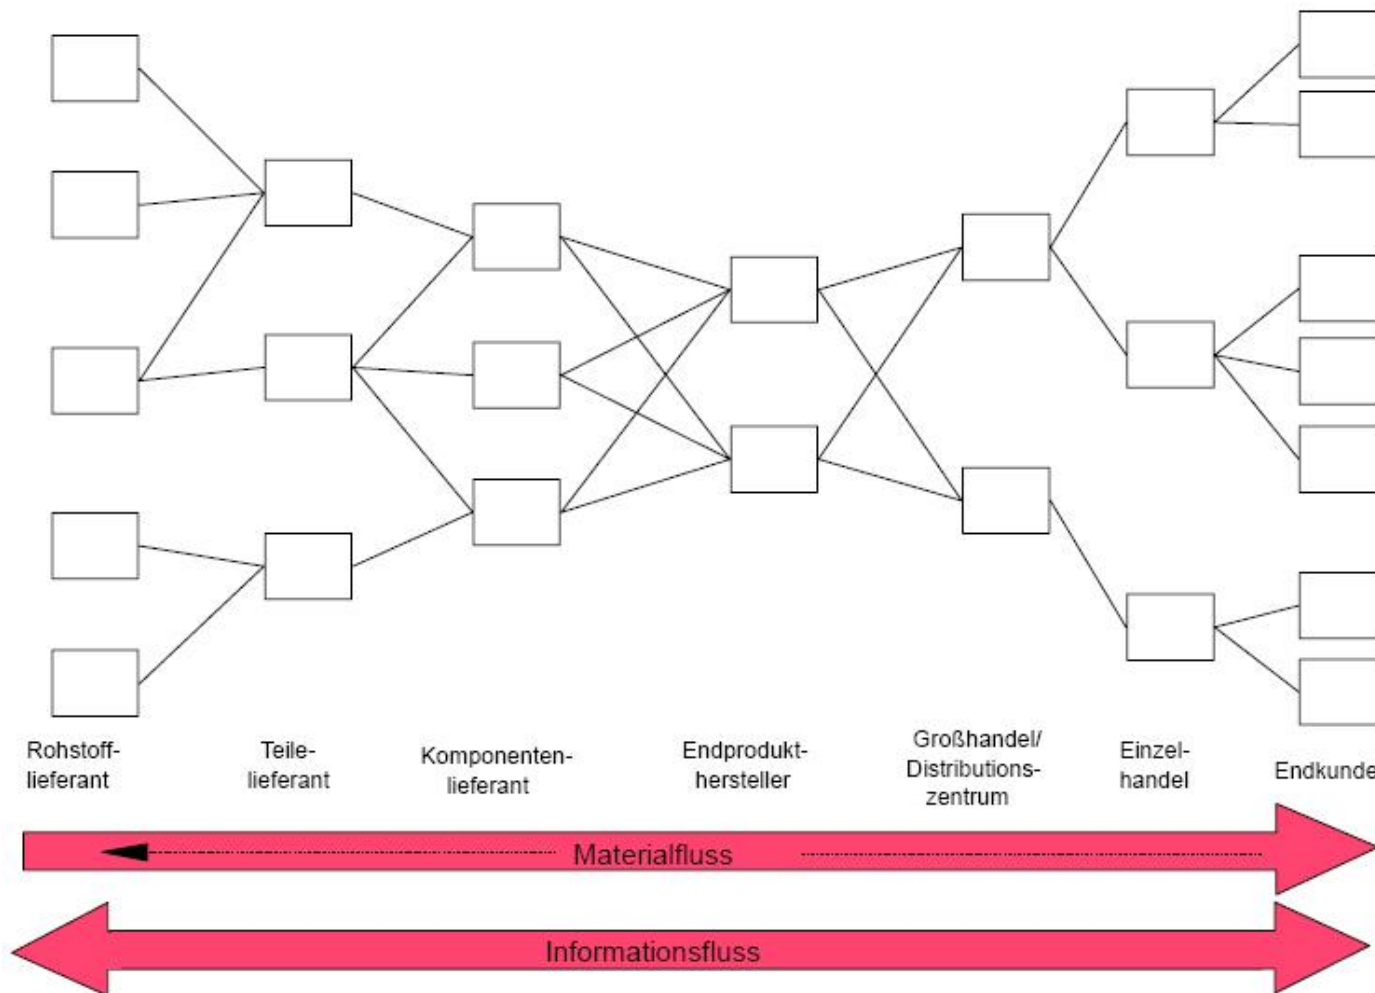 Rohstoff-
lieferant
Teile-
lieferant
Komponenten-
lieferant
Endprodukt-
hersteller
Großhandel/
Distributions-
zentrum
Einzel-
handel
Endkunde
Materialfluss
Informationsfluss